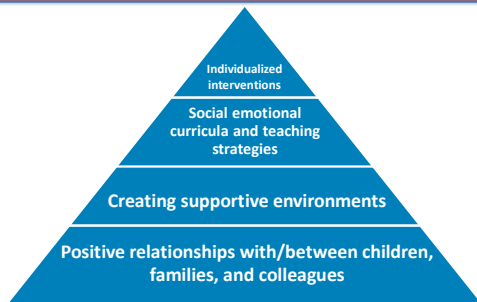 Individualized
interventions
Social emotional
curricula and teaching
strategies
Creating supportive environments
Positive relationships with/between children,
families, and colleagues